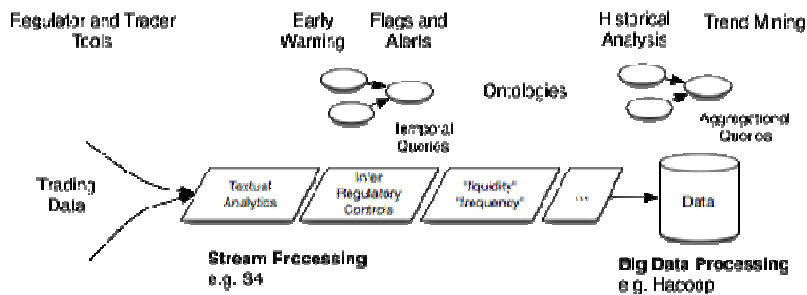 Regulator and Trader
Tools
Early
Warning
Flags and
Alerts
Historical
Analysis
Trend Mining
Ontologies
Temporal
Queries
Aggregational
Queries
Trading
Data
Textual
Analytics
Infer
Regulatory
Controls
"liquidity"
"frequency"
...
Data
Stream Processing
e.g. S4
Big Data Processing
e.g. Hadoop